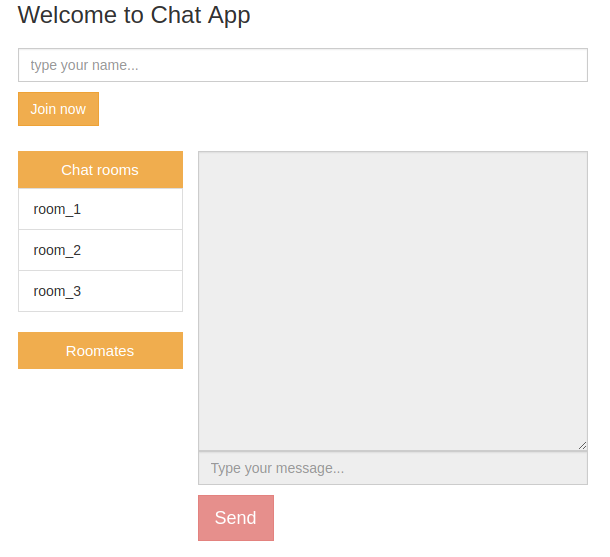 Welcome to Chat App
type your name...
Join now
Chat rooms
room_1
room_2
room_3
Roomates
Type your message...
Send